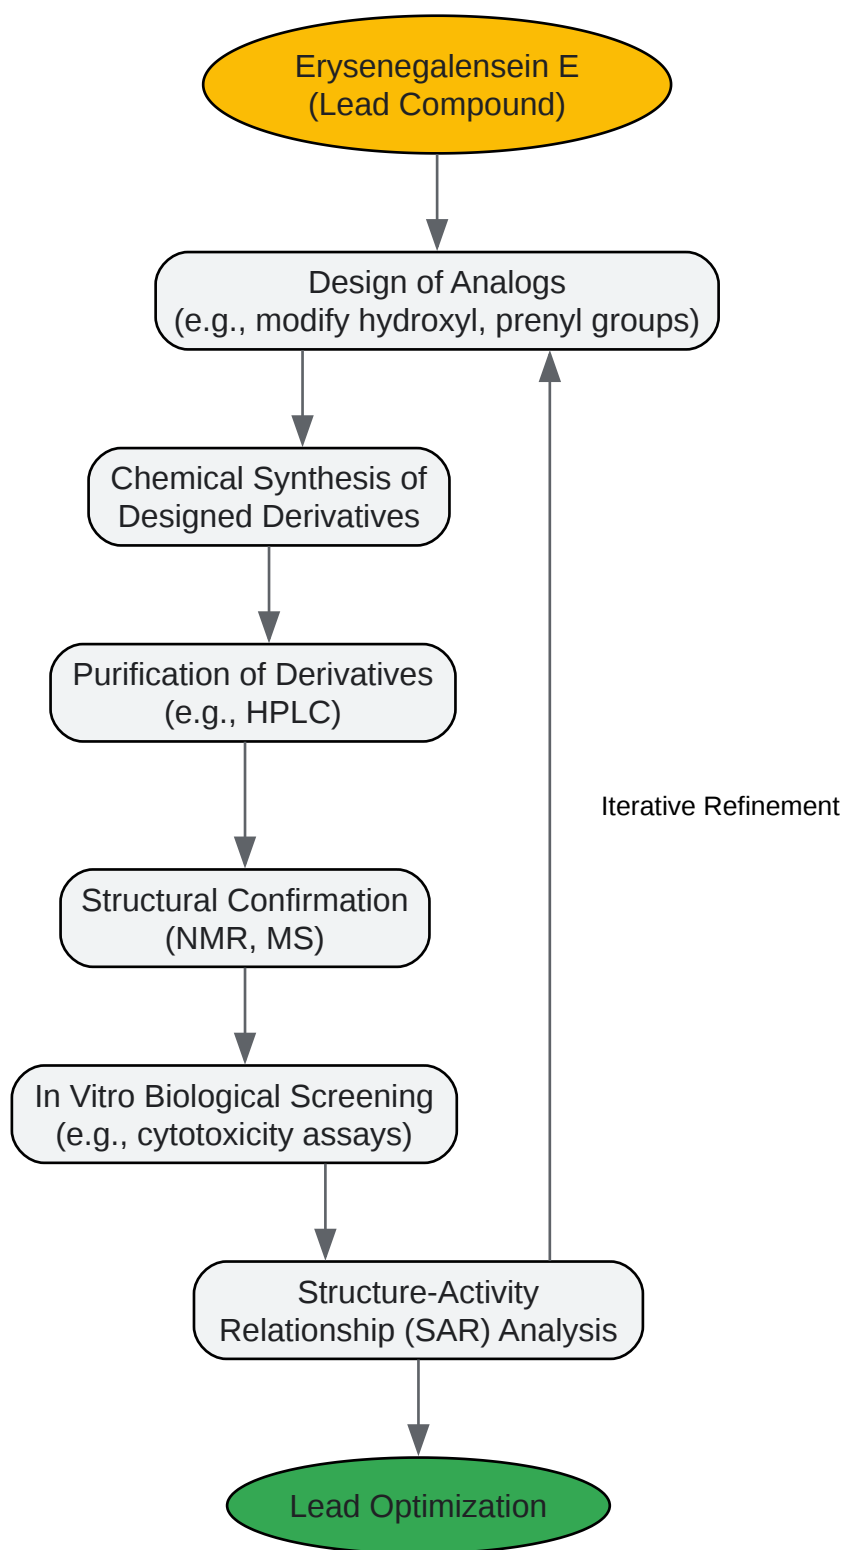 Erysenegalensein E
(Lead Compound)
Design of Analogs
(e.g., modify hydroxyl, prenyl groups)
Chemical Synthesis of
Designed Derivatives
Purification of Derivatives
(e.g., HPLC)
Iterative Refinement
Structural Confirmation
(NMR, MS)
In Vitro Biological Screening
(e.g., cytotoxicity assays)
Structure-Activity
Relationship (SAR) Analysis
Lead Optimization